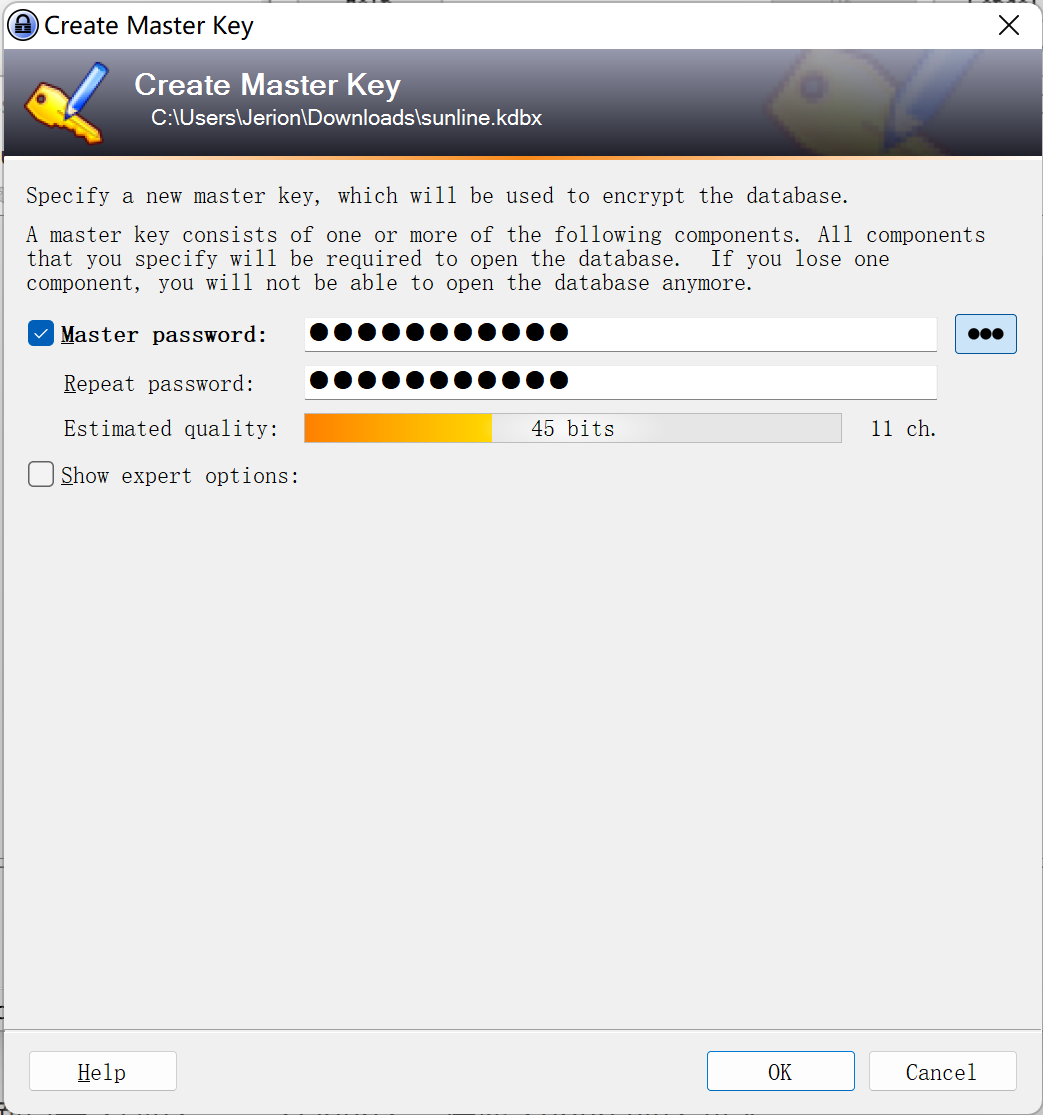 Create Master Key
Create Master Key
C:\Users\Jerion\Downloads\sunline.kdbx
Specify a new master key, which will be used to encrypt the database.
A master key consists of one or more of the following components. All components
that you specify will be required to open the database.  If you lose one
component, you will not be able to open the database anymore.
Master password: ●●●●●●●●●●● ●●●
Repeat password: ●●●●●●●●●●●
Estimated quality: 45 bits 11 ch.
Show expert options:
Help OK Cancel